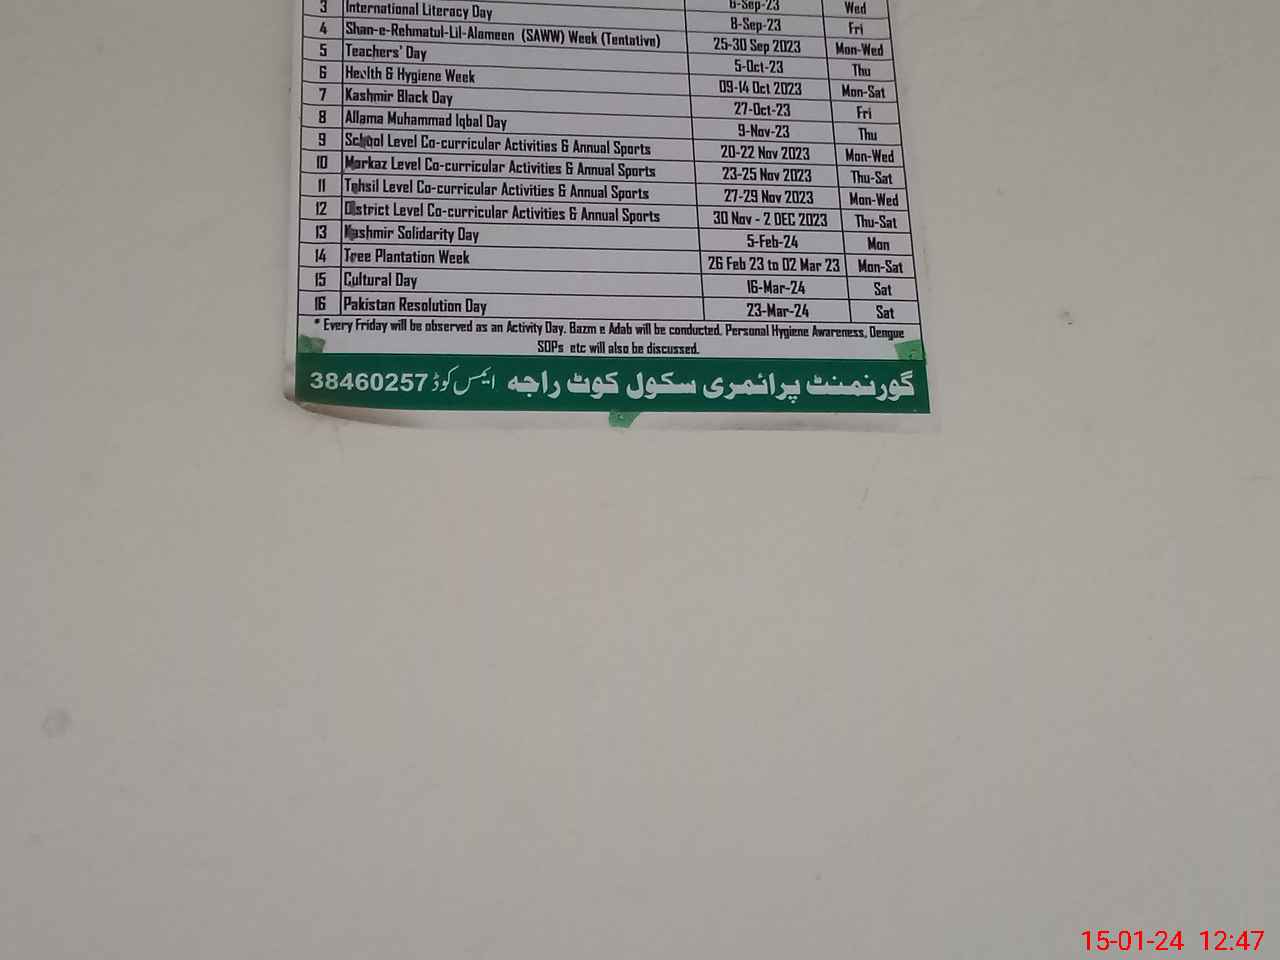 6-Sep-23 Wed
3 International Literacy Day 8-Sep-23 Fri
4 Shan-e-Rehmatul-Lil-Alameen (SAWW) Week (Tentative) 25-30 Sep 2023 Mon-Wed
5 Teachers' Day 5-Oct-23 Thu
6 Health & Hygiene Week 09-14 Oct 2023 Mon-Sat
7 Kashmir Black Day 27-Oct-23 Fri
8 Allama Muhammad Iqbal Day 9-Nov-23 Thu
9 School Level Co-curricular Activities & Annual Sports 20-22 Nov 2023 Mon-Wed
10 Markaz Level Co-curricular Activities & Annual Sports 23-25 Nov 2023 Thu-Sat
11 Tehsil Level Co-curricular Activities & Annual Sports 27-29 Nov 2023 Mon-Wed
12 District Level Co-curricular Activities & Annual Sports 30 Nov - 2 DEC 2023 Thu-Sat
13 Kashmir Solidarity Day 5-Feb-24 Mon
14 Tree Plantation Week 26 Feb 23 to 02 Mar 23 Mon-Sat
15 Cultural Day 16-Mar-24 Sat
16 Pakistan Resolution Day 23-Mar-24 Sat
* Every Friday will be observed as an Activity Day. Bazm e Adab will be conducted. Personal Hygiene Awareness, Dengue
SOPs etc will also be discussed.
گورنمنٹ پرائمری سکول کوٹ راجہ ایمس کوڈ 38460257
15-01-24 12:47